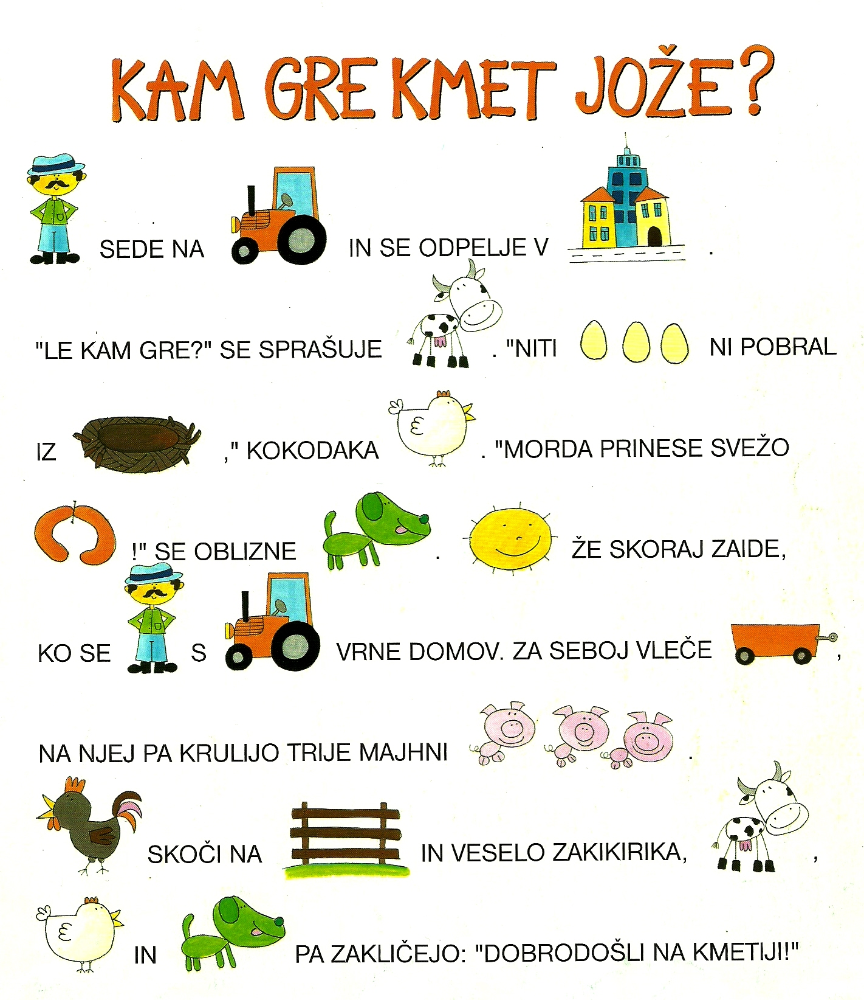 KAM GRE KMET JOŽE?
SEDE NA IN SE ODPELJE V .
"LE KAM GRE?" SE SPRAŠUJE . "NITI NI POBRAL
IZ ," KOKODAKA . "MORDA PRINESE SVEŽO
!" SE OBLIZNE . ŽE SKORAJ ZAIDE,
KO SE S VRNE DOMOV. ZA SEBOJ VLEČE ,
NA NJEJ PA KRULIJO TRIJE MAJHNI .
SKOČI NA IN VESELO ZAKIKIRIKA, ,
IN PA ZAKLIČEJO: "DOBRODOŠLI NA KMETIJI!"